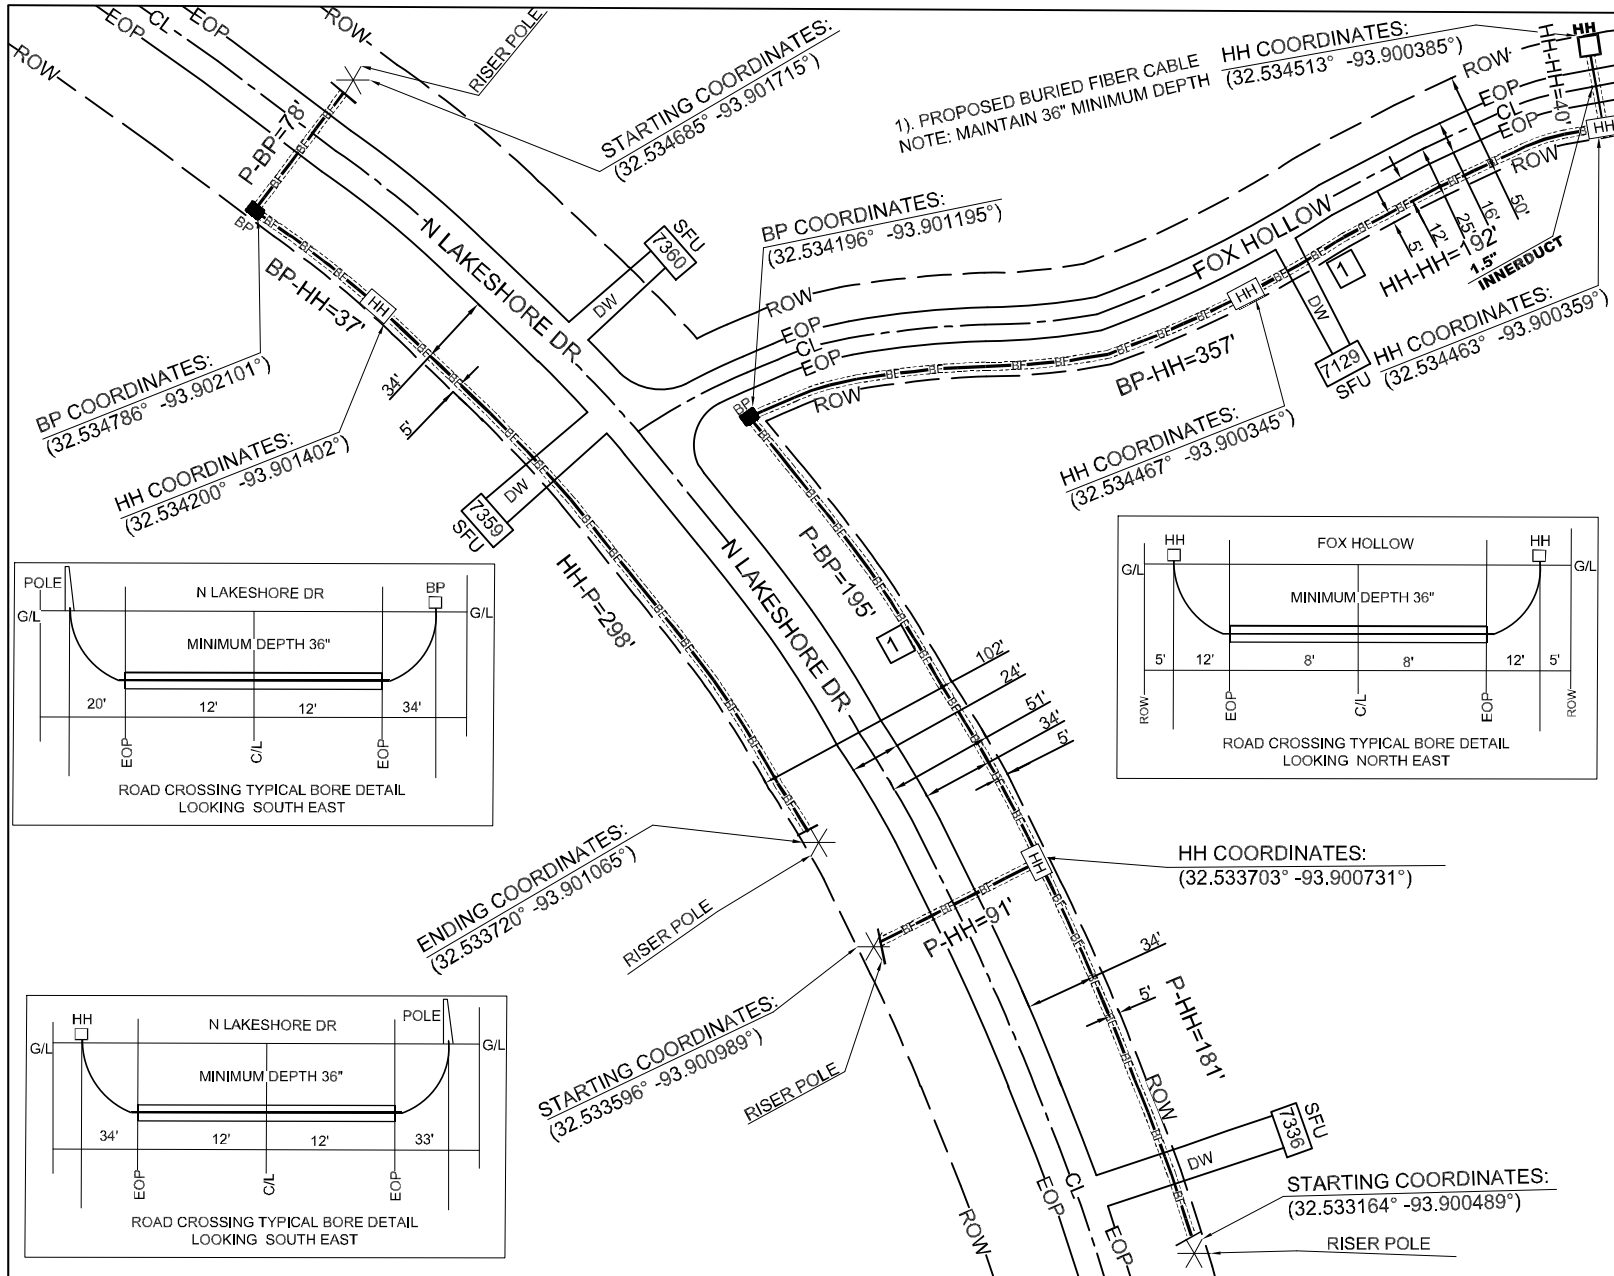 ROW
EOP
CL
EOP
ROW
RISER POLE
STARTING COORDINATES:
(32.534685° -93.901715°)
1). PROPOSED BURIED FIBER CABLE
NOTE: MAINTAIN 36" MINIMUM DEPTH
HH COORDINATES:
(32.534513° -93.900385°)
HH-HH=40'
HH
ROW
EOP
CL
EOP
HH
ROW
P-BP=78'
BP
BP COORDINATES:
(32.534196° -93.901195°)
N LAKESHORE DR
SFU
7360
DW
FOX HOLLOW
50'
16'
25'
12'
5'
HH-HH=192'
1.5"
INNERDUCT
1
BP-HH=37'
HH
ROW
EOP
CL
EOP
ROW
HH
DW
7129
SFU
HH COORDINATES:
(32.534463° -93.900359°)
BP-HH=357'
BP COORDINATES:
(32.534786° -93.902101°)
34'
5'
BP
HH COORDINATES:
(32.534200° -93.901402°)
HH COORDINATES:
(32.534467° -93.900345°)
DW
7359
SFU
HH-P=298'
N LAKESHORE DR
P-BP=195'
1
POLE
N LAKESHORE DR
BP
G/L
G/L
MINIMUM DEPTH 36"
20'
12'
12'
34'
EOP
C/L
EOP
ROAD CROSSING TYPICAL BORE DETAIL
LOOKING SOUTH EAST
HH
FOX HOLLOW
HH
G/L
G/L
MINIMUM DEPTH 36"
5'
12'
8'
8'
12'
5'
ROW
EOP
C/L
EOP
ROW
ROAD CROSSING TYPICAL BORE DETAIL
LOOKING NORTH EAST
102'
24'
51'
34'
5'
ENDING COORDINATES:
(32.533720° -93.901065°)
RISER POLE
HH
HH COORDINATES:
(32.533703° -93.900731°)
P-HH=91'
STARTING COORDINATES:
(32.533596° -93.900989°)
RISER POLE
34'
5'
P-HH=181'
ROW
HH
N LAKESHORE DR
POLE
G/L
G/L
MINIMUM DEPTH 36"
34'
12'
12'
33'
EOP
C/L
EOP
ROAD CROSSING TYPICAL BORE DETAIL
LOOKING SOUTH EAST
SFU
7336
DW
STARTING COORDINATES:
(32.533164° -93.900489°)
RISER POLE
ROW
EOP
CL
EOP